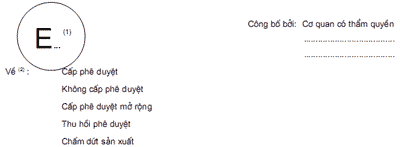 E... (1)
Công bố bởi: Cơ quan có thẩm quyền
....................................
....................................
Về (2) : Cấp phê duyệt
Không cấp phê duyệt
Cấp phê duyệt mở rộng
Thu hồi phê duyệt
Chấm dứt sản xuất